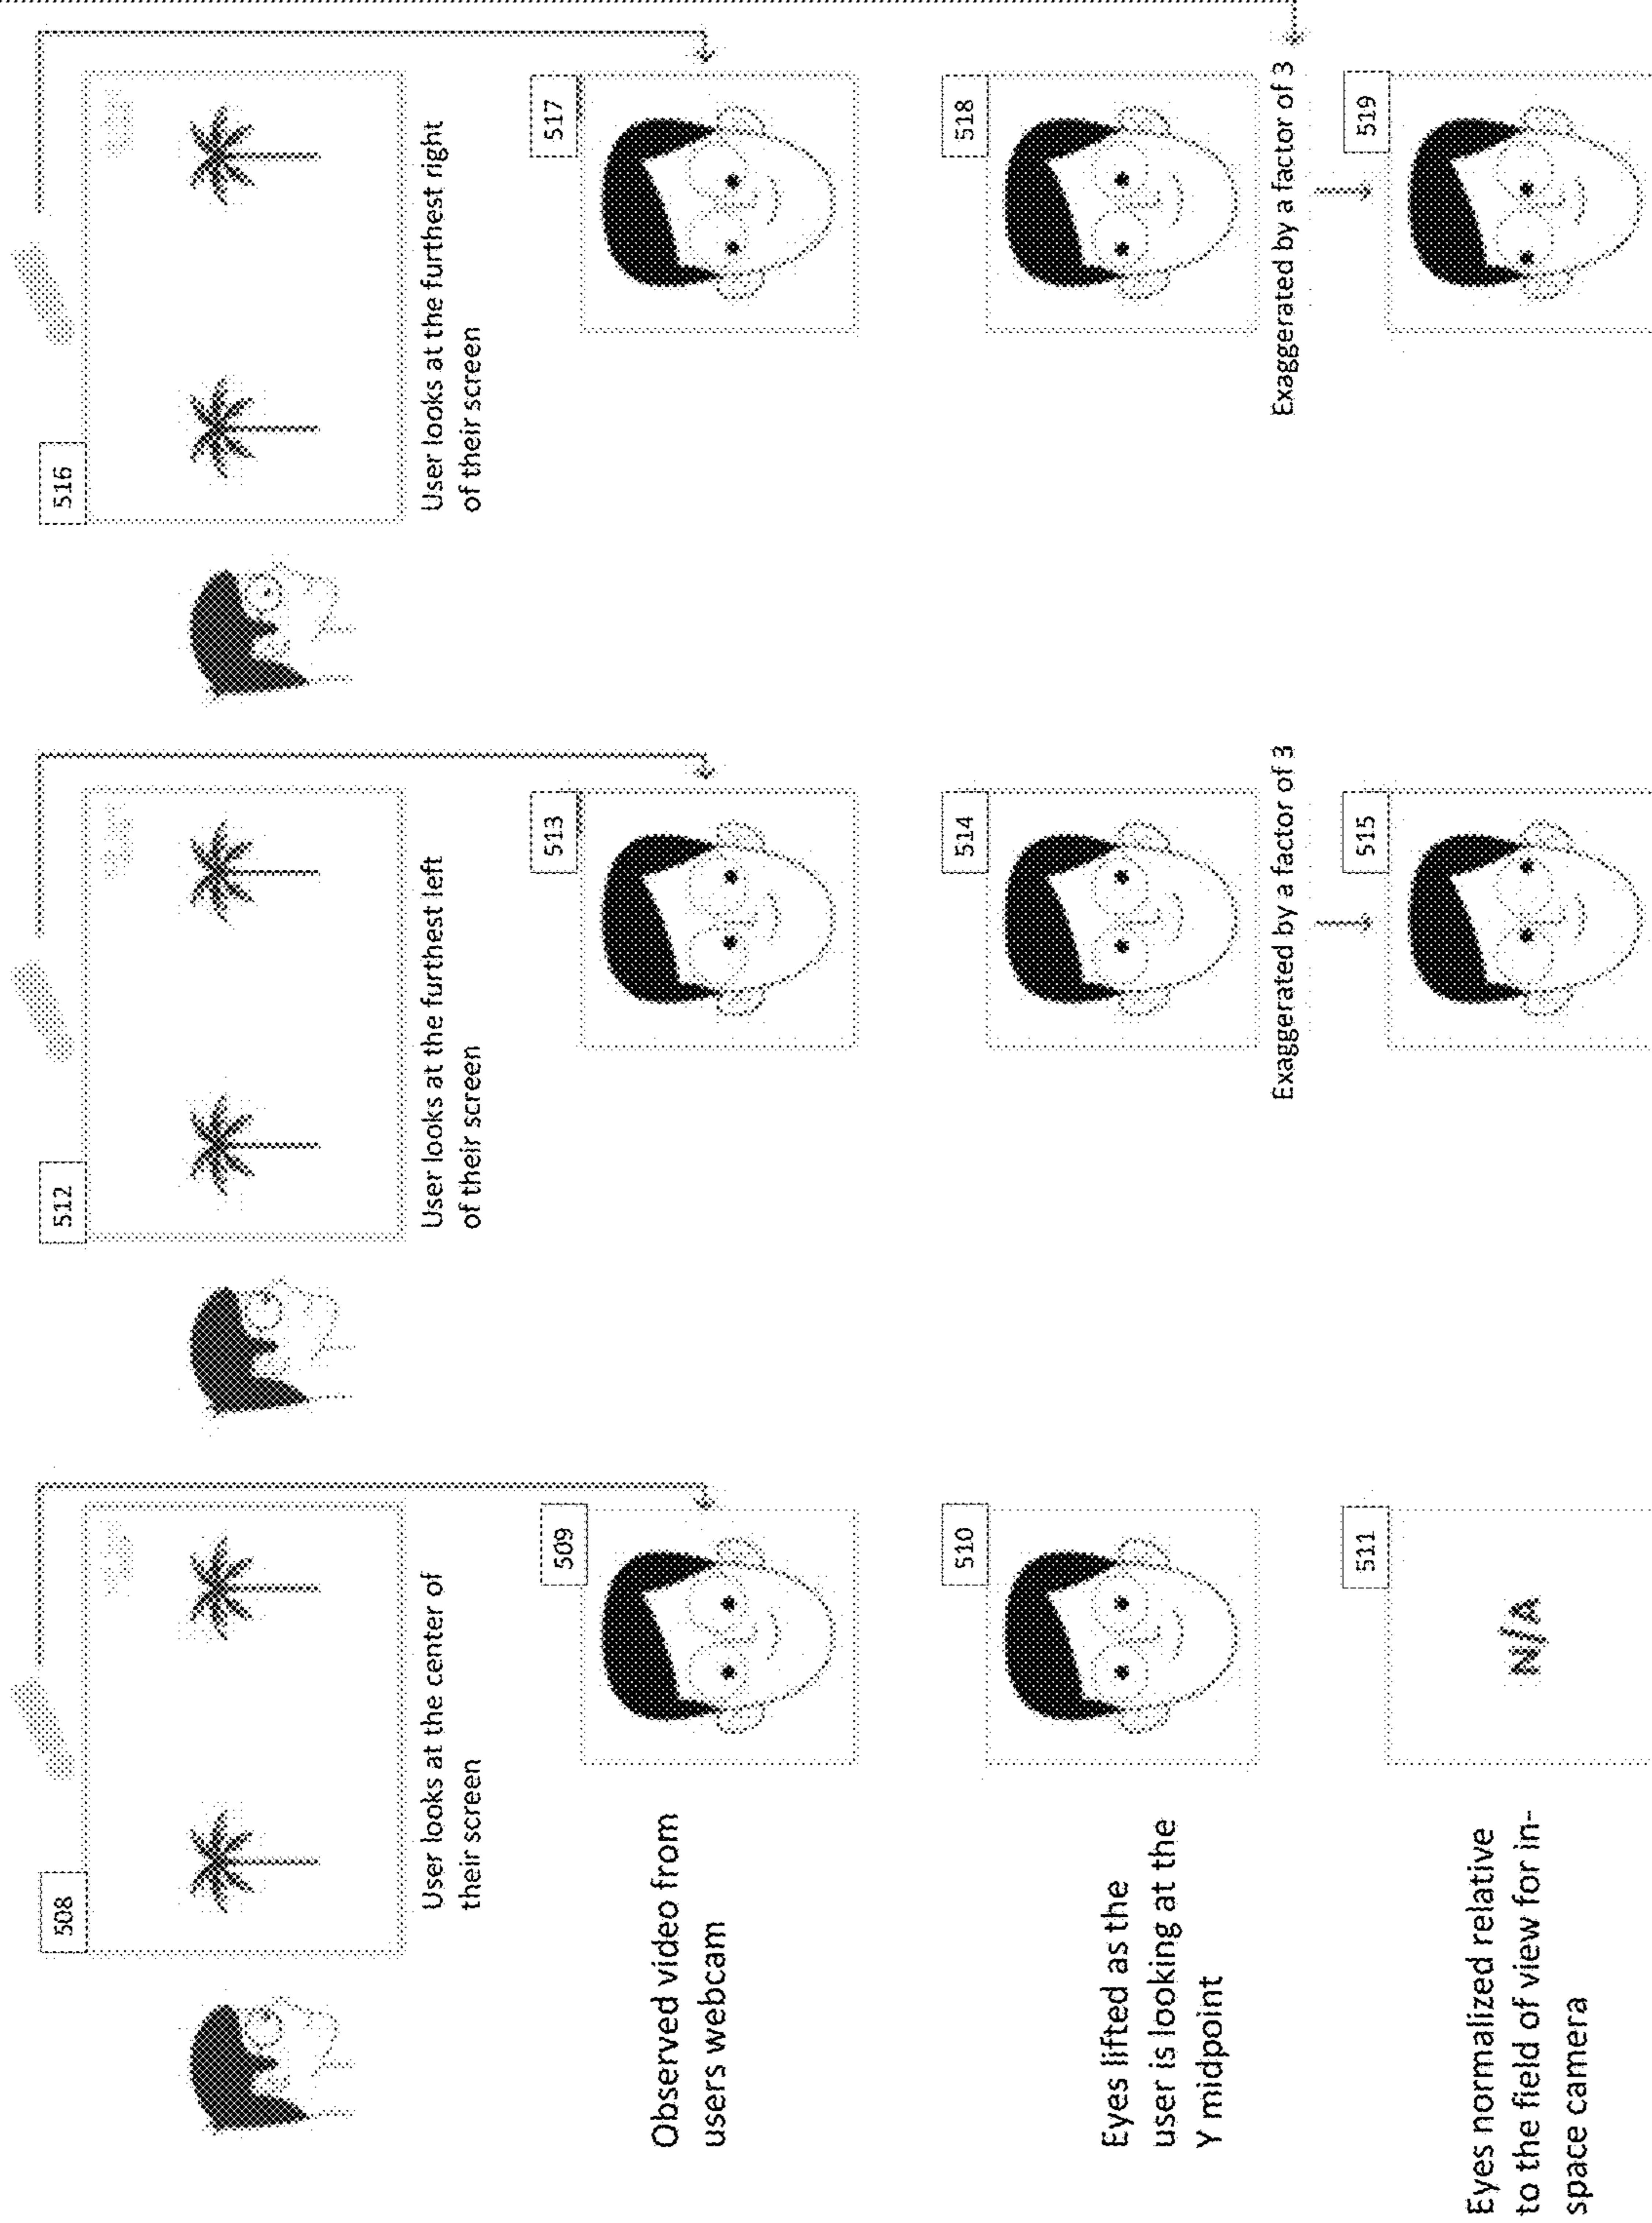 508
512
516
User looks at the center of
their screen
User looks at the furthest left
of their screen
User looks at the furthest right
of their screen
Observed video from
users webcam
509
513
517
Eyes lifted as the
user is looking at the
Y midpoint
510
514
518
Exaggerated by a factor of 3
Exaggerated by a factor of 3
Eyes normalized relative
to the field of view for in-
space camera
511
N/A
515
519